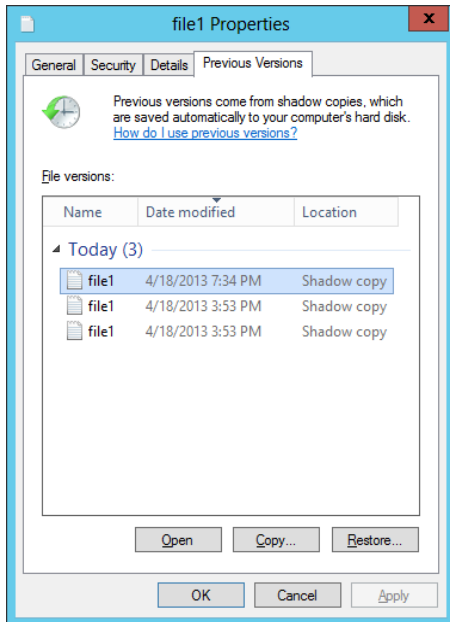 file1 Properties
x
General Security Details Previous Versions
Previous versions come from shadow copies, which
are saved automatically to your computer's hard disk.
How do I use previous versions?
File versions:
Name Date modified Location
Today (3)
file1 4/18/2013 7:34 PM Shadow copy
file1 4/18/2013 3:53 PM Shadow copy
file1 4/18/2013 3:53 PM Shadow copy
Open Copy... Restore...
OK Cancel Apply